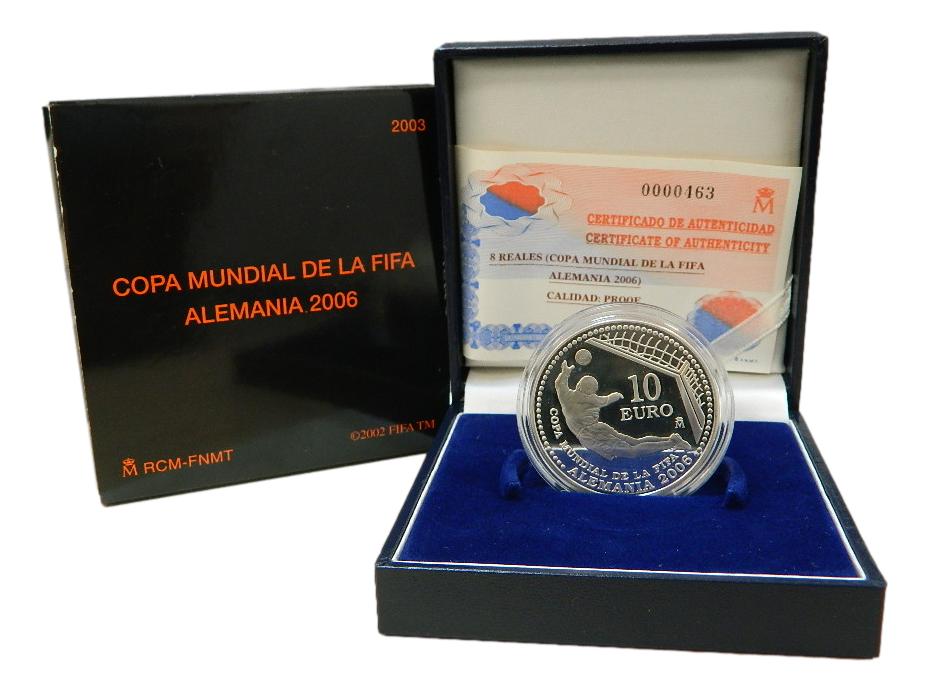 2003
COPA MUNDIAL DE LA FIFA
ALEMANIA 2006
©2002 FIFA TM
M RCM-FNMT
0000463
M
CERTIFICADO DE AUTENTICIDAD
CERTIFICATE OF AUTHENTICITY
8 REALES (COPA MUNDIAL DE LA FIFA
ALEMANIA 2006)
CALIDAD: PROOF
FNMT
10
EURO
M
COPA MUNDIAL DE LA FIFA
ALEMANIA 2006